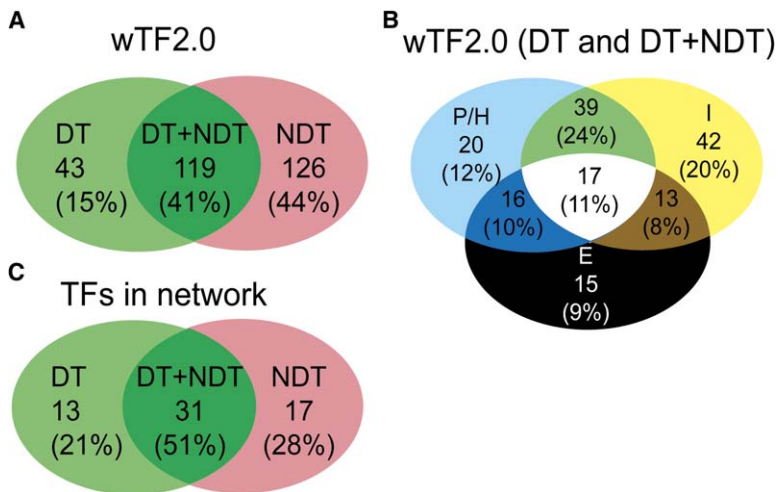 A
wTF2.0
DT
43
(15%)
DT+NDT
119
(41%)
NDT
126
(44%)
B
wTF2.0 (DT and DT+NDT)
P/H
20
(12%)
39
(24%)
I
42
(20%)
17
(11%)
16
(10%)
13
(8%)
E
15
(9%)
C
TFs in network
DT
13
(21%)
DT+NDT
31
(51%)
NDT
17
(28%)